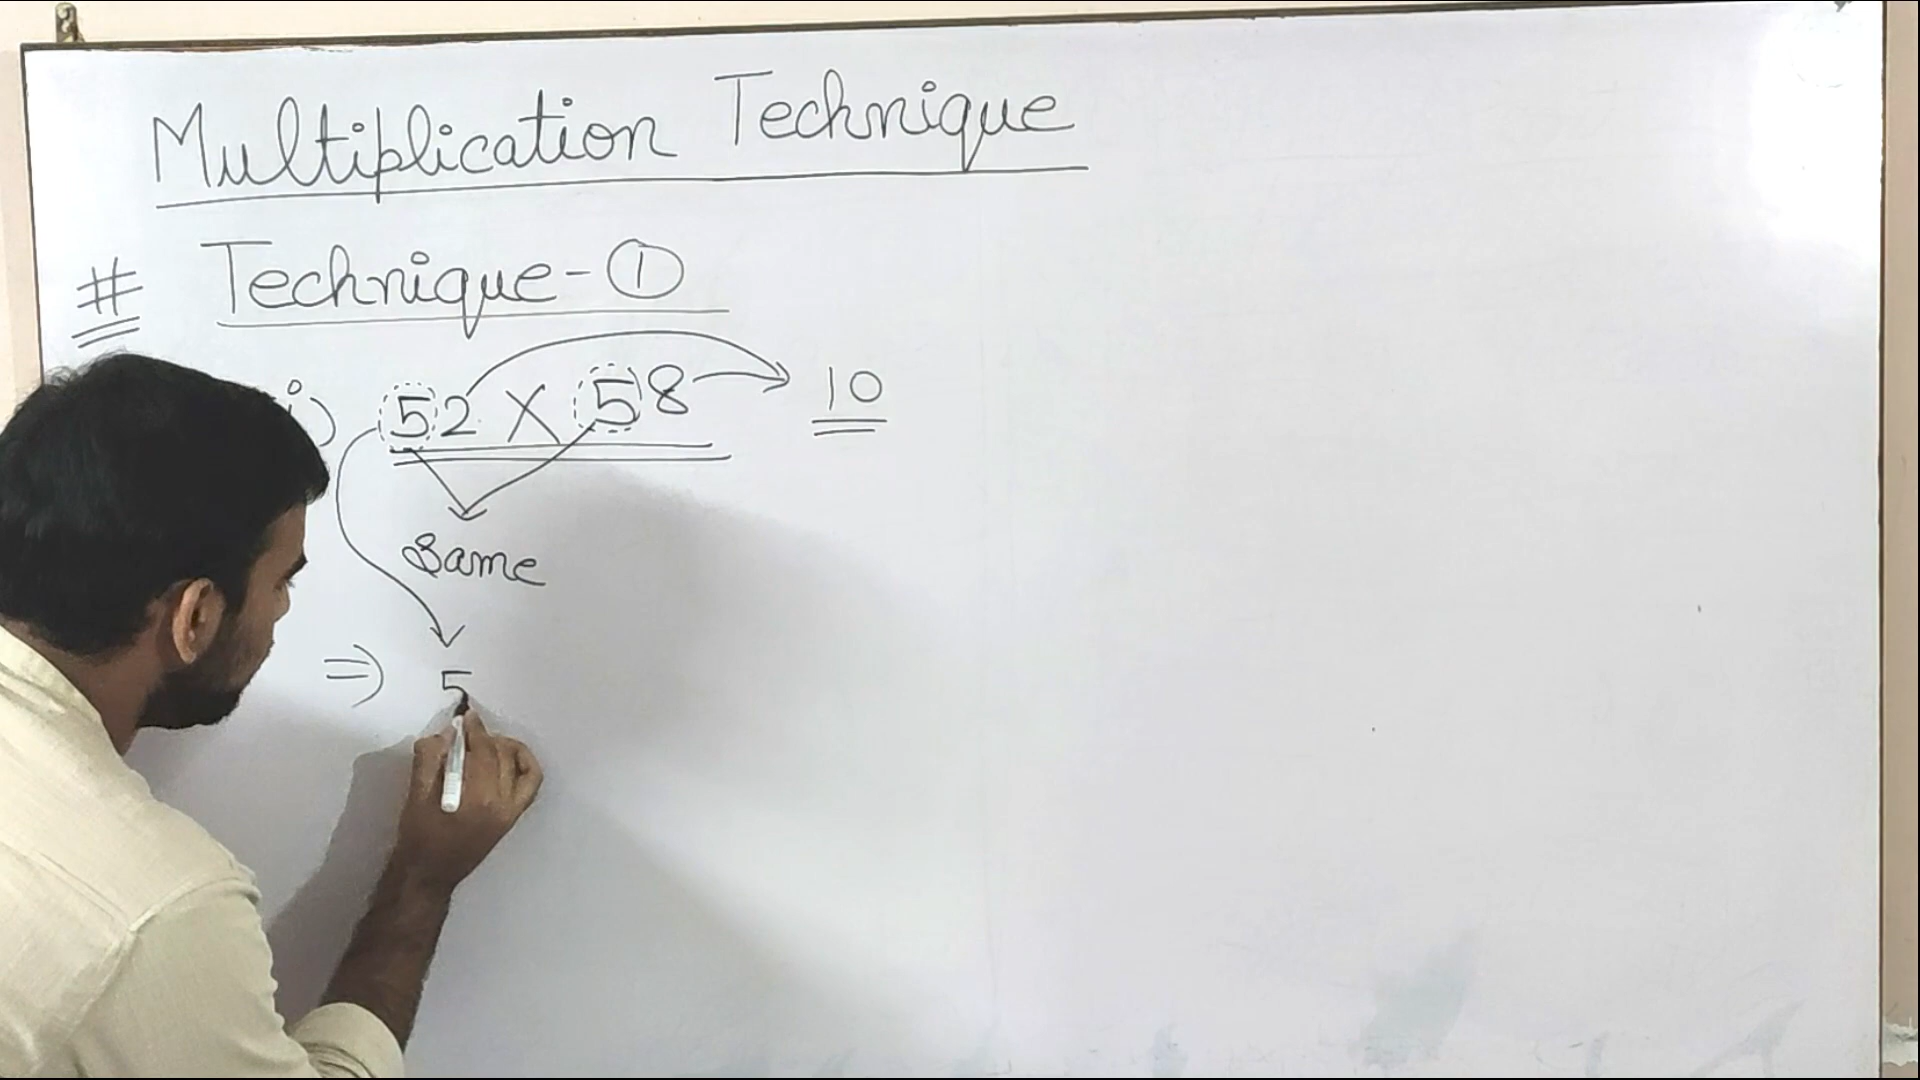 Multiplication Technique
# Technique-①
i) 52 X 58 10
Same
⇒ 5